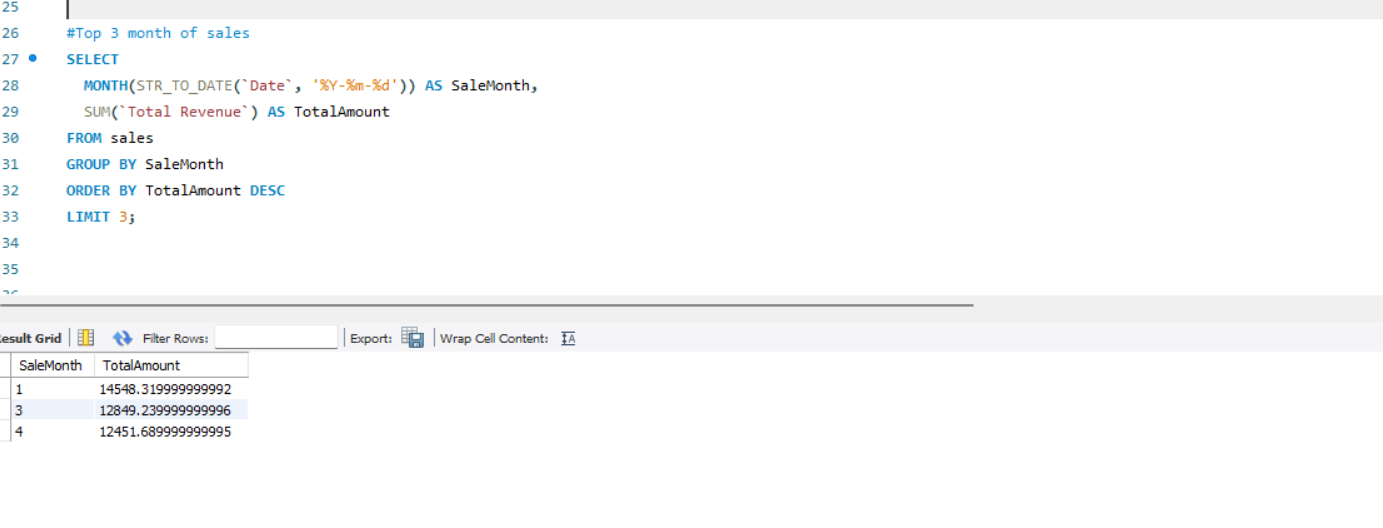 25
26 #Top 3 month of sales
27 SELECT
28 MONTH(STR_TO_DATE(`Date`, '%Y-%m-%d')) AS SaleMonth,
29 SUM(`Total Revenue`) AS TotalAmount
30 FROM sales
31 GROUP BY SaleMonth
32 ORDER BY TotalAmount DESC
33 LIMIT 3;
34
35
Grid Filter Rows: Export: Wrap Cell Content:
SaleMonth TotalAmount
1 14548.319999999992
3 12849.239999999996
4 12451.689999999995